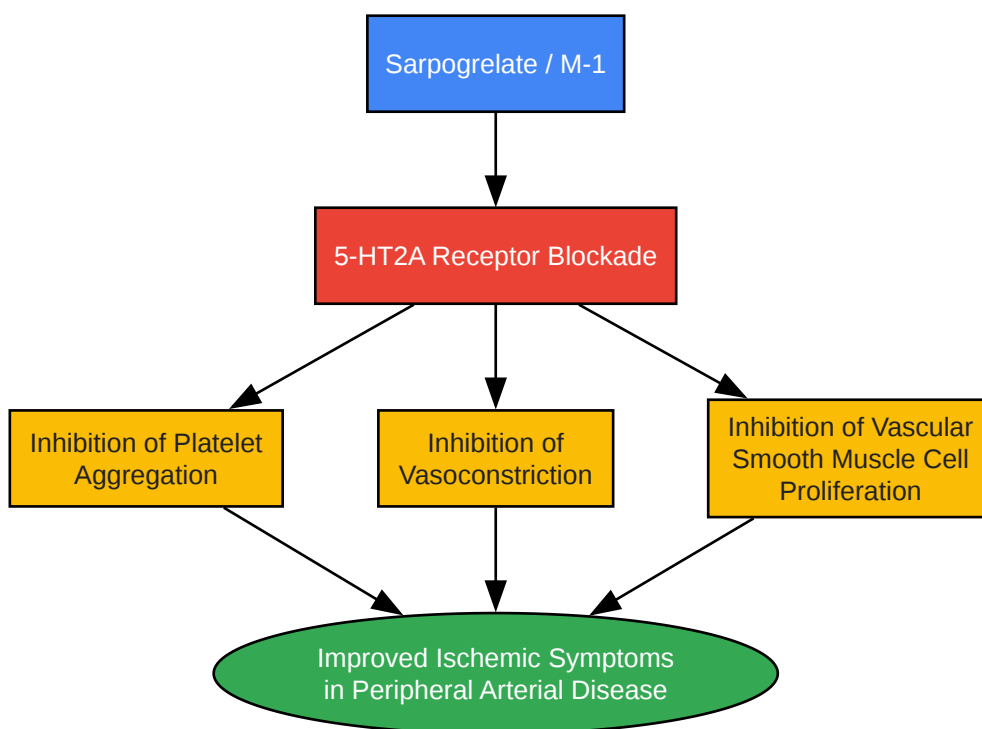 Sarpogrelate / M-1
5-HT2A Receptor Blockade
Inhibition of Platelet
Aggregation
Inhibition of
Vasoconstriction
Inhibition of Vascular
Smooth Muscle Cell
Proliferation
Improved Ischemic Symptoms
in Peripheral Arterial Disease